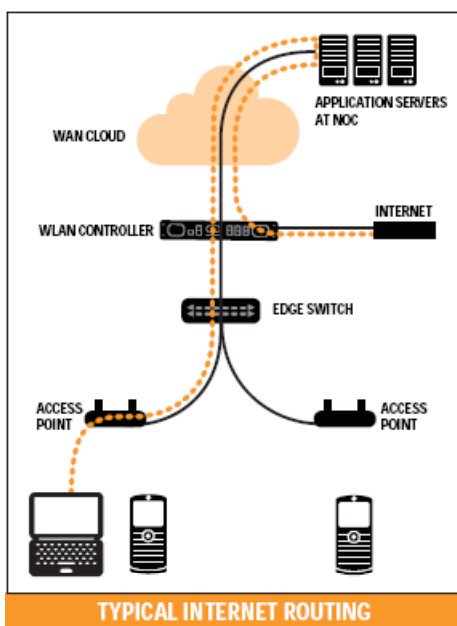 APPLICATION SERVERS
AT NOC
WAN CLOUD
INTERNET
WLAN CONTROLLER
EDGE SWITCH
ACCESS
POINT
ACCESS
POINT
TYPICAL INTERNET ROUTING